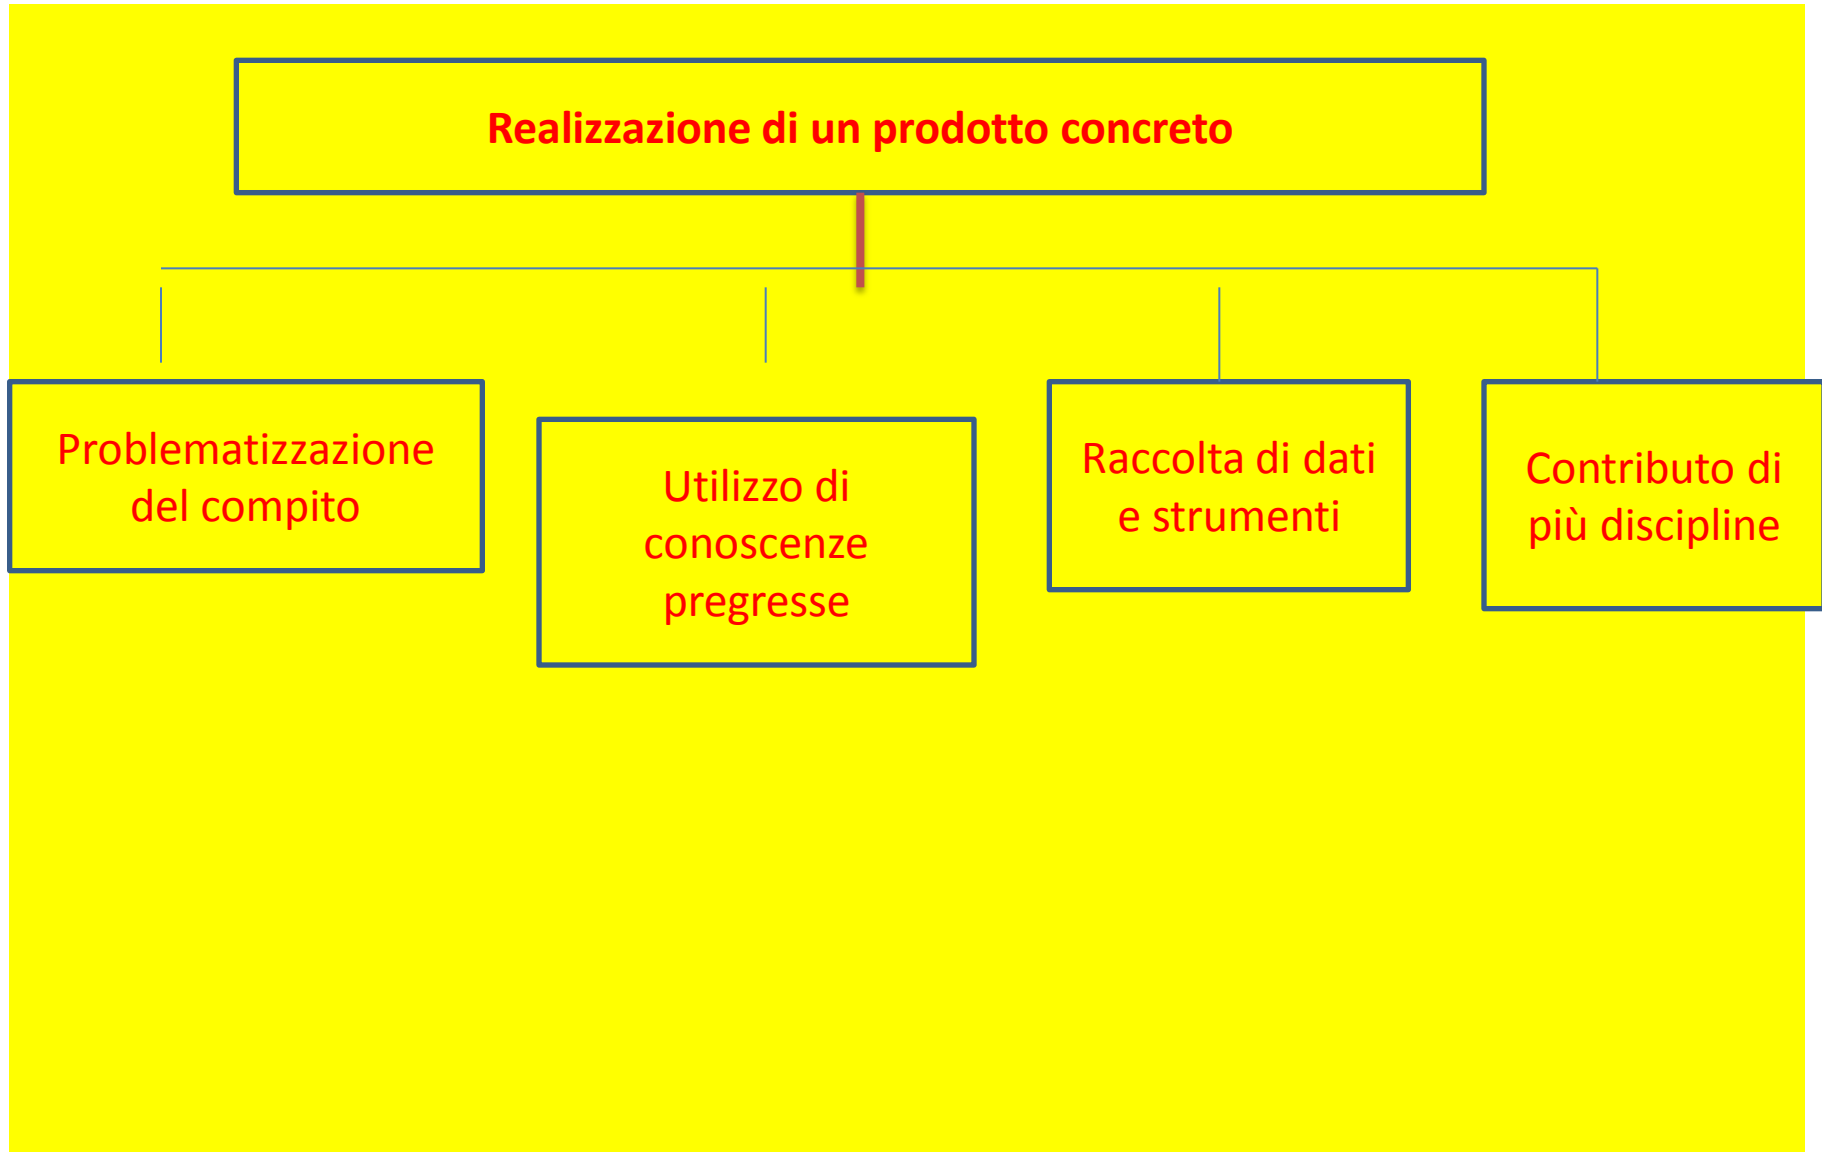 Realizzazione di un prodotto concreto
Problematizzazione
del compito
Utilizzo di
conoscenze
pregresse
Raccolta di dati
e strumenti
Contributo di
più discipline